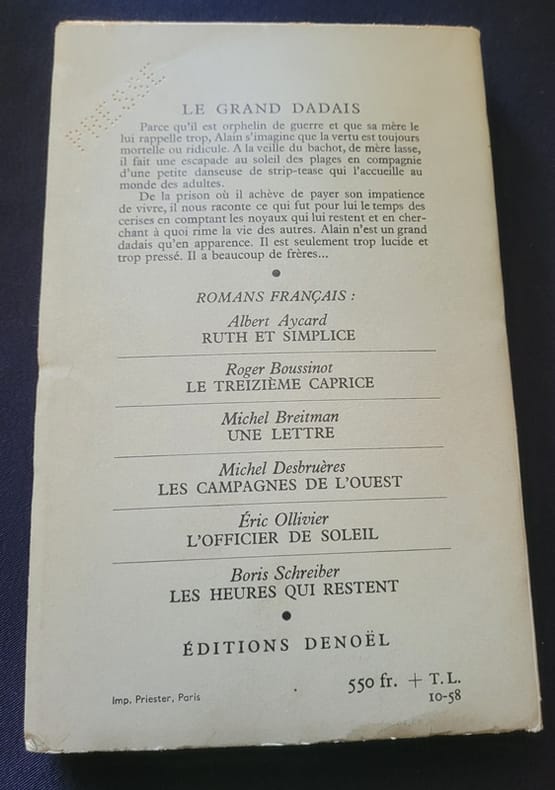 LE GRAND DADAIS
Parce qu'il est orphelin de guerre et que sa mère le
lui rappelle trop, Alain s'imagine que la vertu est toujours
mortelle ou ridicule. A la veille du bachot, de mère lasse,
il fait une escapade au soleil des plages en compagnie
d'une petite danseuse de strip-tease qui l'accueille au
monde des adultes.
De la prison où il achève de payer son impatience
de vivre, il nous raconte ce qui fut pour lui le temps des
cerises en comptant les noyaux qui lui restent et en cher-
chant à quoi rime la vie des autres. Alain n'est un grand
dadais qu'en apparence. Il est seulement trop lucide et
trop pressé. Il a beaucoup de frères...
ROMANS FRANÇAIS :
Albert Aycard
RUTH ET SIMPLICE
Roger Boussinot
LE TREIZIÈME CAPRICE
Michel Breitman
UNE LETTRE
Michel Desbruères
LES CAMPAGNES DE L'OUEST
Éric Ollivier
L'OFFICIER DE SOLEIL
Boris Schreiber
LES HEURES QUI RESTENT
ÉDITIONS DENOËL
550 fr. + T. L.
Imp. Priester, Paris
10-58